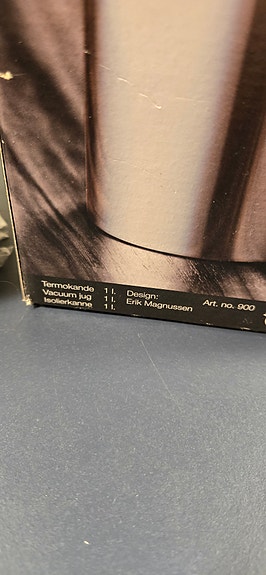 Termokande 1 l. Design:
Vacuum jug 1 l. Erik Magnussen Art. no. 900
Isolierkanne 1 l.